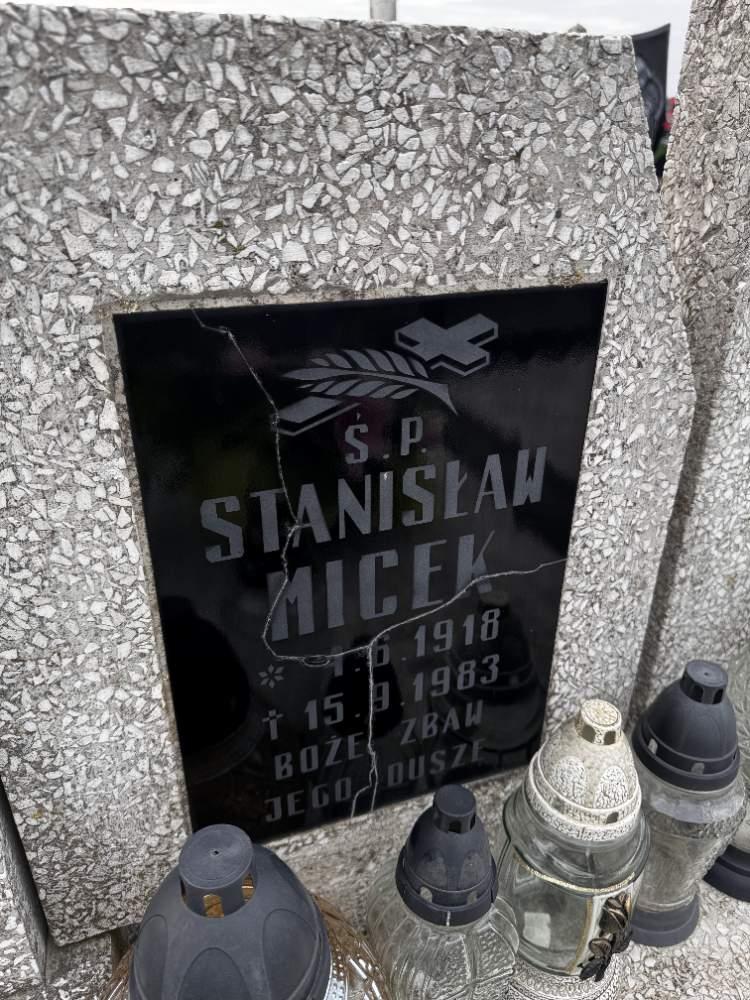 Ś.P.
STANISŁAW
MICEK
* 1.6.1918
† 15.9.1983
BOŻE ZBAW
JEGO DUSZE